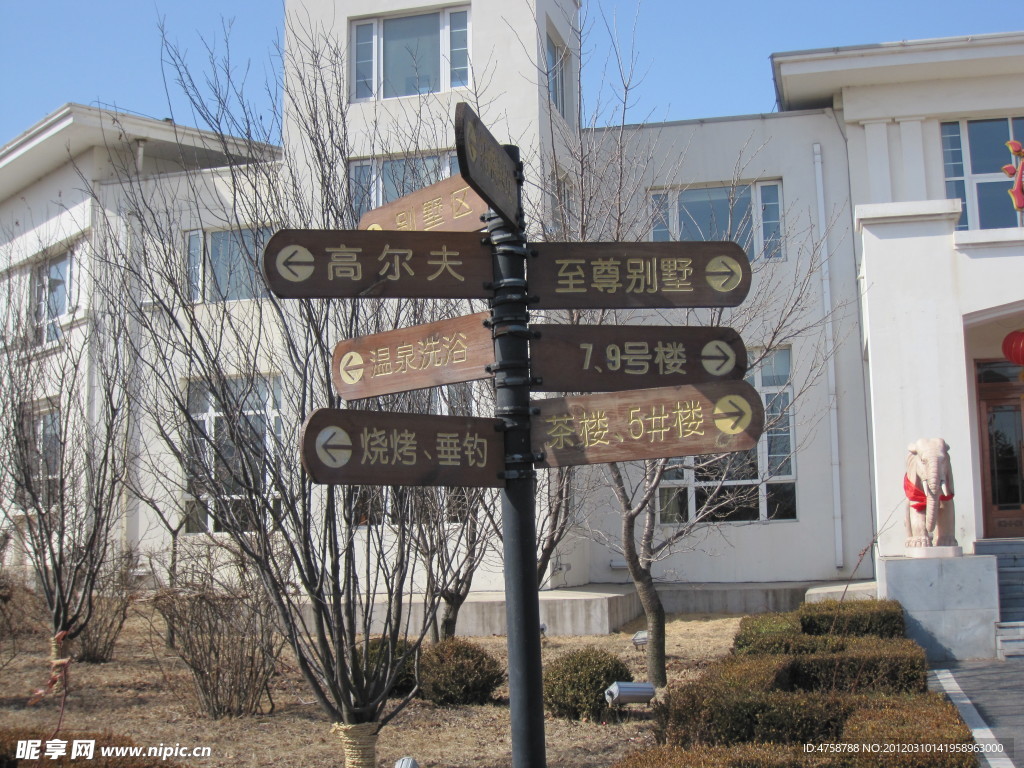 别墅区
高尔夫
至尊别墅
温泉洗浴
7、9号楼
茶楼、5#楼
烧烤、垂钓
昵享网 www.nipic.cn
ID:4758788 NO:20120310141958963000